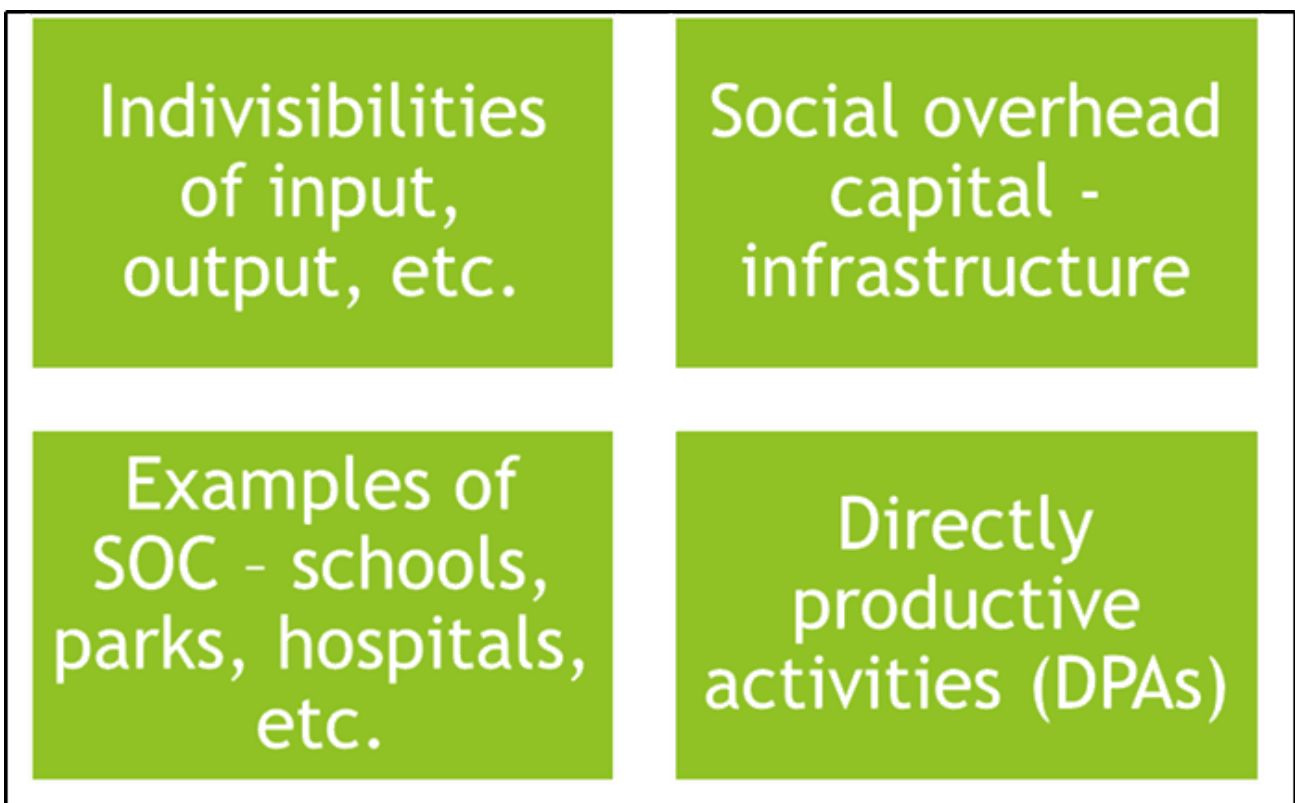 Indivisibilities
of input,
output, etc.
Social overhead
capital -
infrastructure
Examples of
SOC – schools,
parks, hospitals,
etc.
Directly
productive
activities (DPAs)